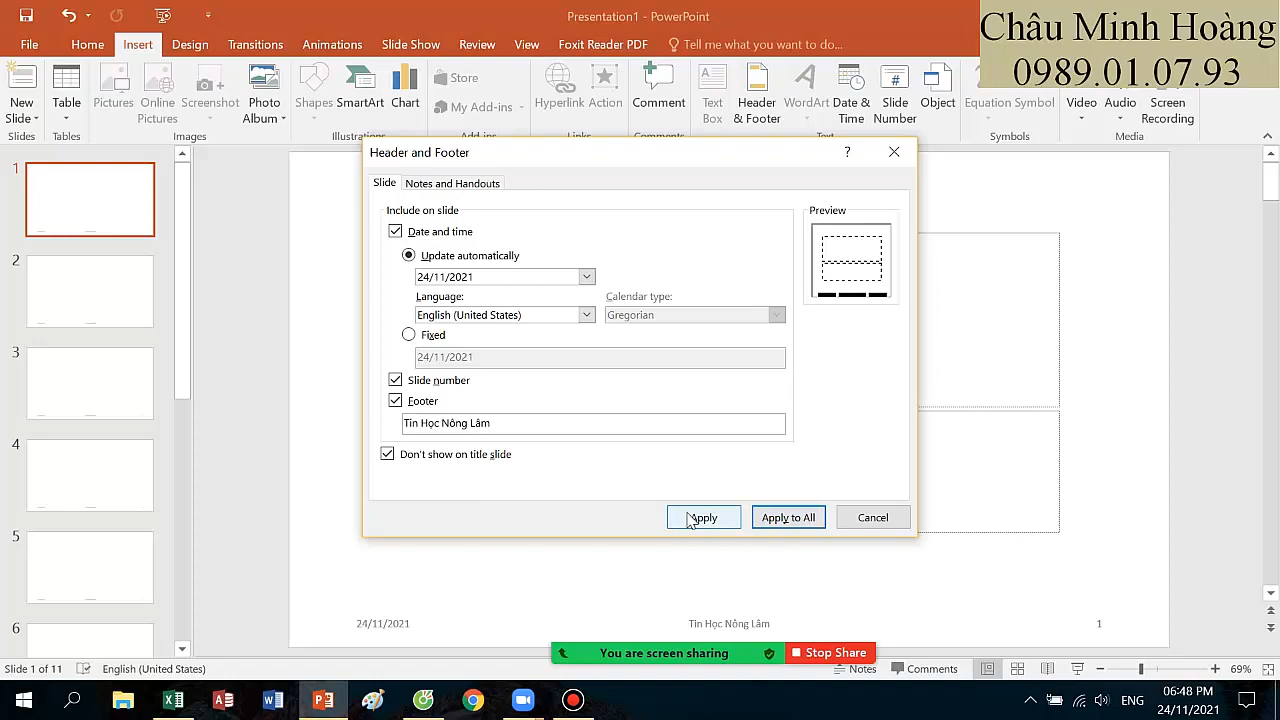 Presentation1 - PowerPoint
Châu Minh Hoàng
0989.01.07.93
File Home Insert Design Transitions Animations Slide Show Review View Foxit Reader PDF Tell me what you want to do...
New Slide
Table
Pictures
Online Pictures
Screenshot
Photo Album
Shapes
SmartArt
Chart
Store
My Add-ins
Hyperlink
Action
Comment
Text Box
Header & Footer
WordArt
Date & Time
Slide Number
Object
Equation
Symbol
Video
Audio
Screen Recording
Slides Tables Images Illustrations Add-ins Links Comments Text Symbols Media
Header and Footer ?
Slide Notes and Handouts
Include on slide
Date and time
Update automatically
24/11/2021
Language: Calendar type:
English (United States) Gregorian
Fixed
24/11/2021
Slide number
Footer
Tin Học Nông Lâm
Don't show on title slide
Preview
Apply Apply to All Cancel
1
2
3
4
5
6
24/11/2021 Tin Học Nông Lâm 1
You are screen sharing Stop Share
Slide 1 of 11 English (United States) Notes Comments 69%
ENG
06:48 PM
24/11/2021